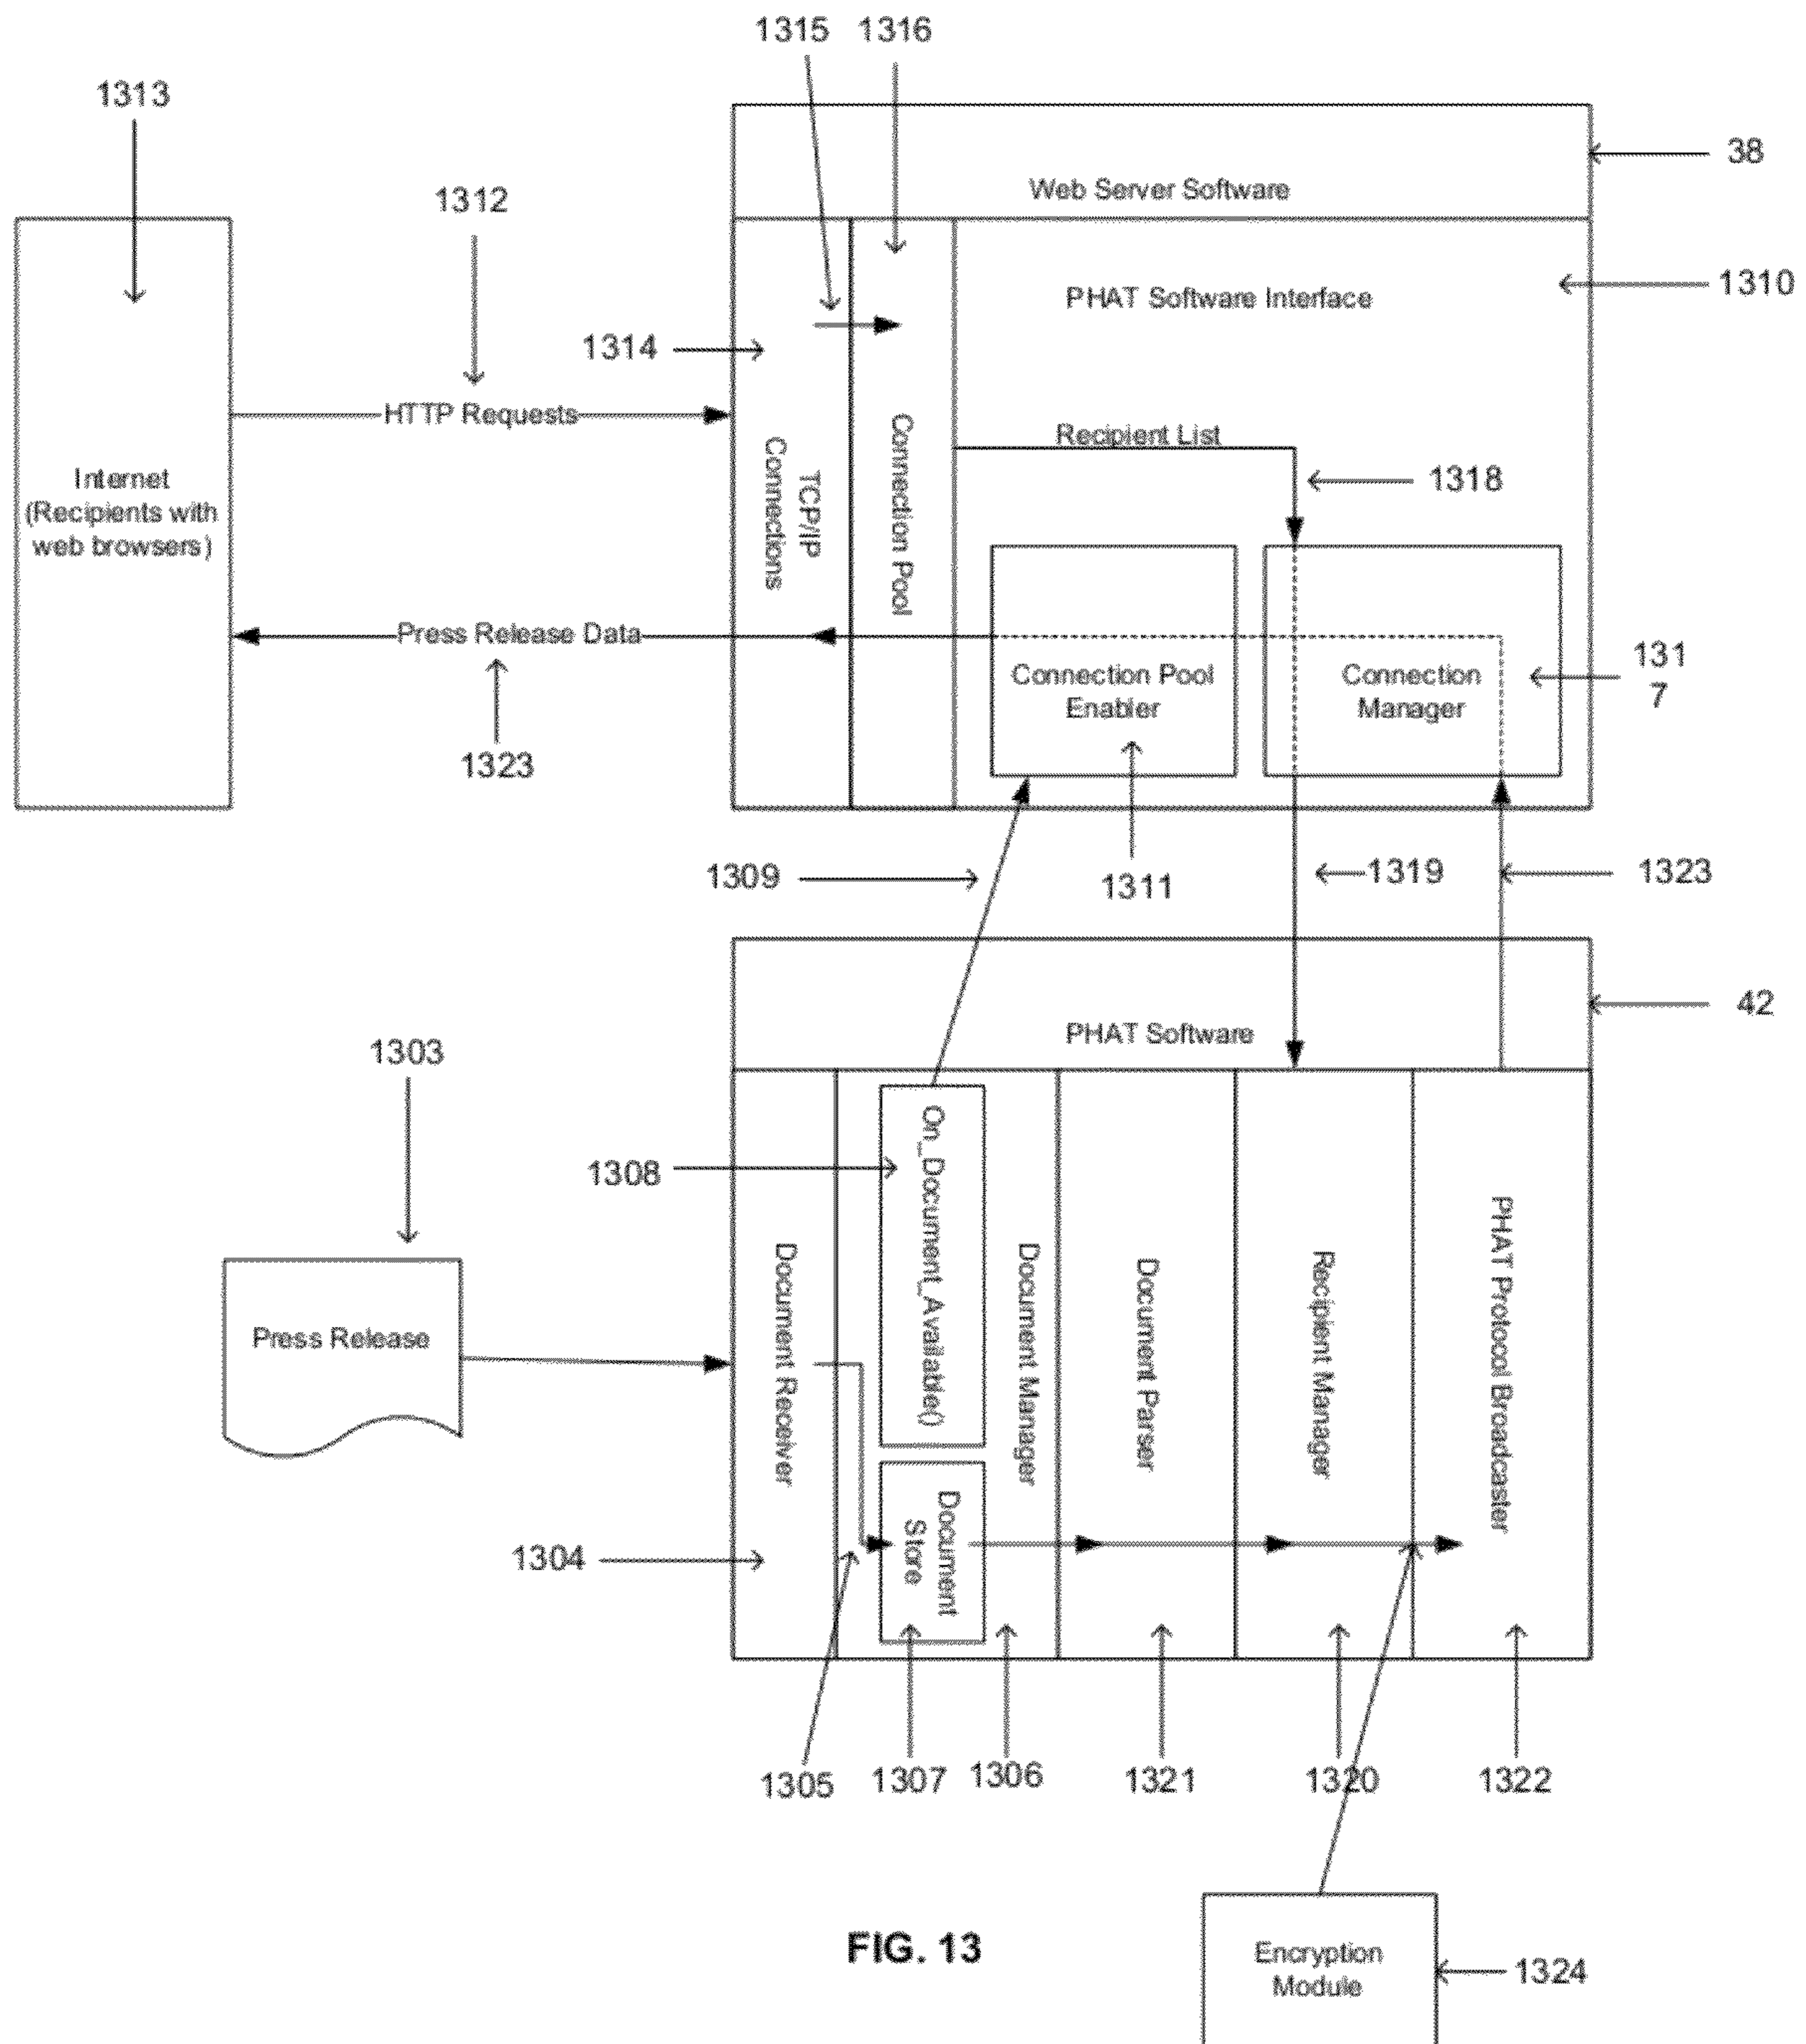 1315
1316
1313
38
Web Server Software
1312
1310
PHAT Software Interface
1314
HTTP Requests
Recipient List
1318
Internet
(Recipients with
web browsers)
TCP/IP
Connections
Connection Pool
Press Release Data
1323
Connection Pool
Enabler
Connection
Manager
131
7
1309
1311
1319
1323
42
PHAT Software
1303
1308
On_Document_Available()
Document Receiver
Document Manager
Document Parser
Recipient Manager
PHAT Protocol Broadcaster
Press Release
Document
Store
1304
1305
1307
1306
1321
1320
1322
FIG. 13
Encryption
Module
1324